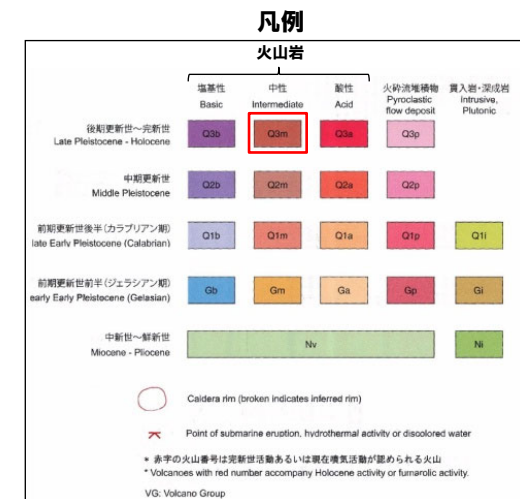 凡例
火山岩
塩基性 中性 酸性 火砕流堆積物 貫入岩・深成岩
Basic Intermediate Acid Pyroclastic flow deposit Intrusive, Plutonic
後期更新世～完新世
Late Pleistocene - Holocene
Q3b Q3m Q3a Q3p
中期更新世
Middle Pleistocene
Q2b Q2m Q2a Q2p
前期更新世後半(カラブリアン期)
late Early Pleistocene (Calabrian)
Q1b Q1m Q1a Q1p Q1i
前期更新世前半(ジェラシアン期)
early Early Pleistocene (Gelasian)
Gb Gm Ga Gp Gi
中新世～鮮新世
Miocene - Pliocene
Nv Ni
Caldera rim (broken indicates inferred rim)
Point of submarine eruption, hydrothermal activity or discolored water
* 赤字の火山番号は完新世活動あるいは現在噴気活動が認められる火山
* Volcanoes with red number accompany Holocene activity or fumarolic activity.
VG: Volcano Group